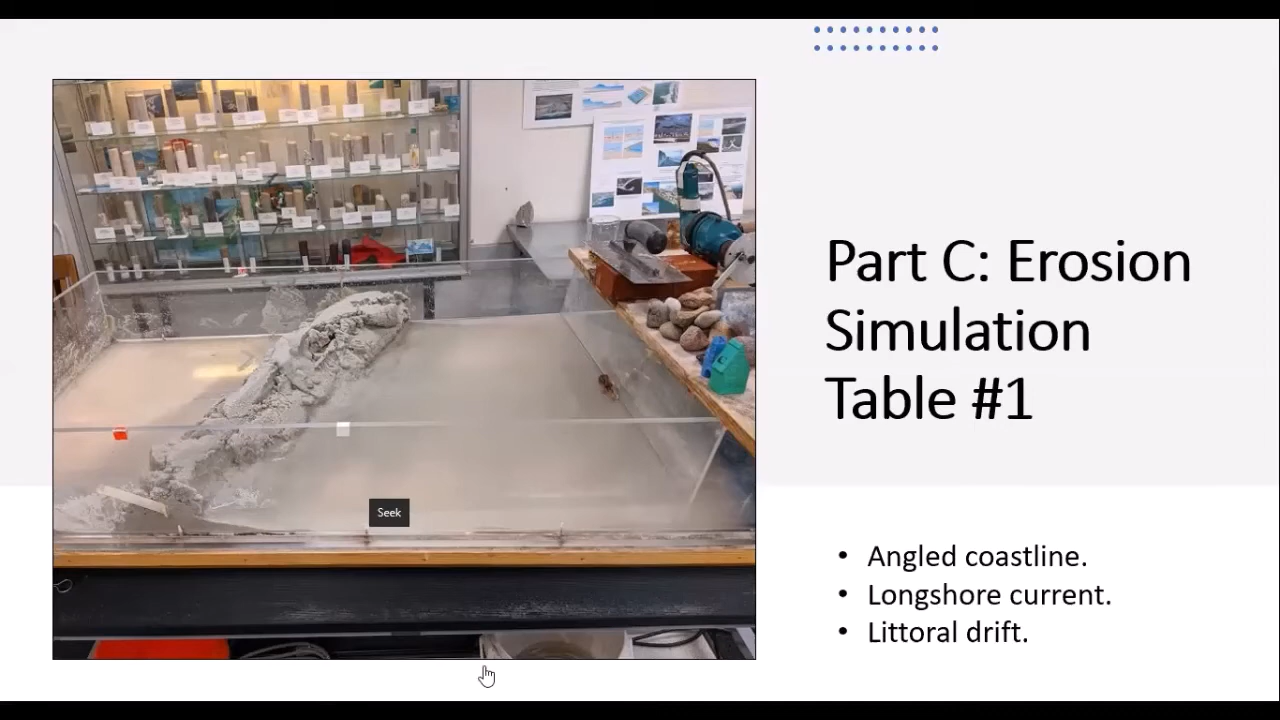 Part C: Erosion
Simulation
Table #1
Seek
• Angled coastline.
• Longshore current.
• Littoral drift.